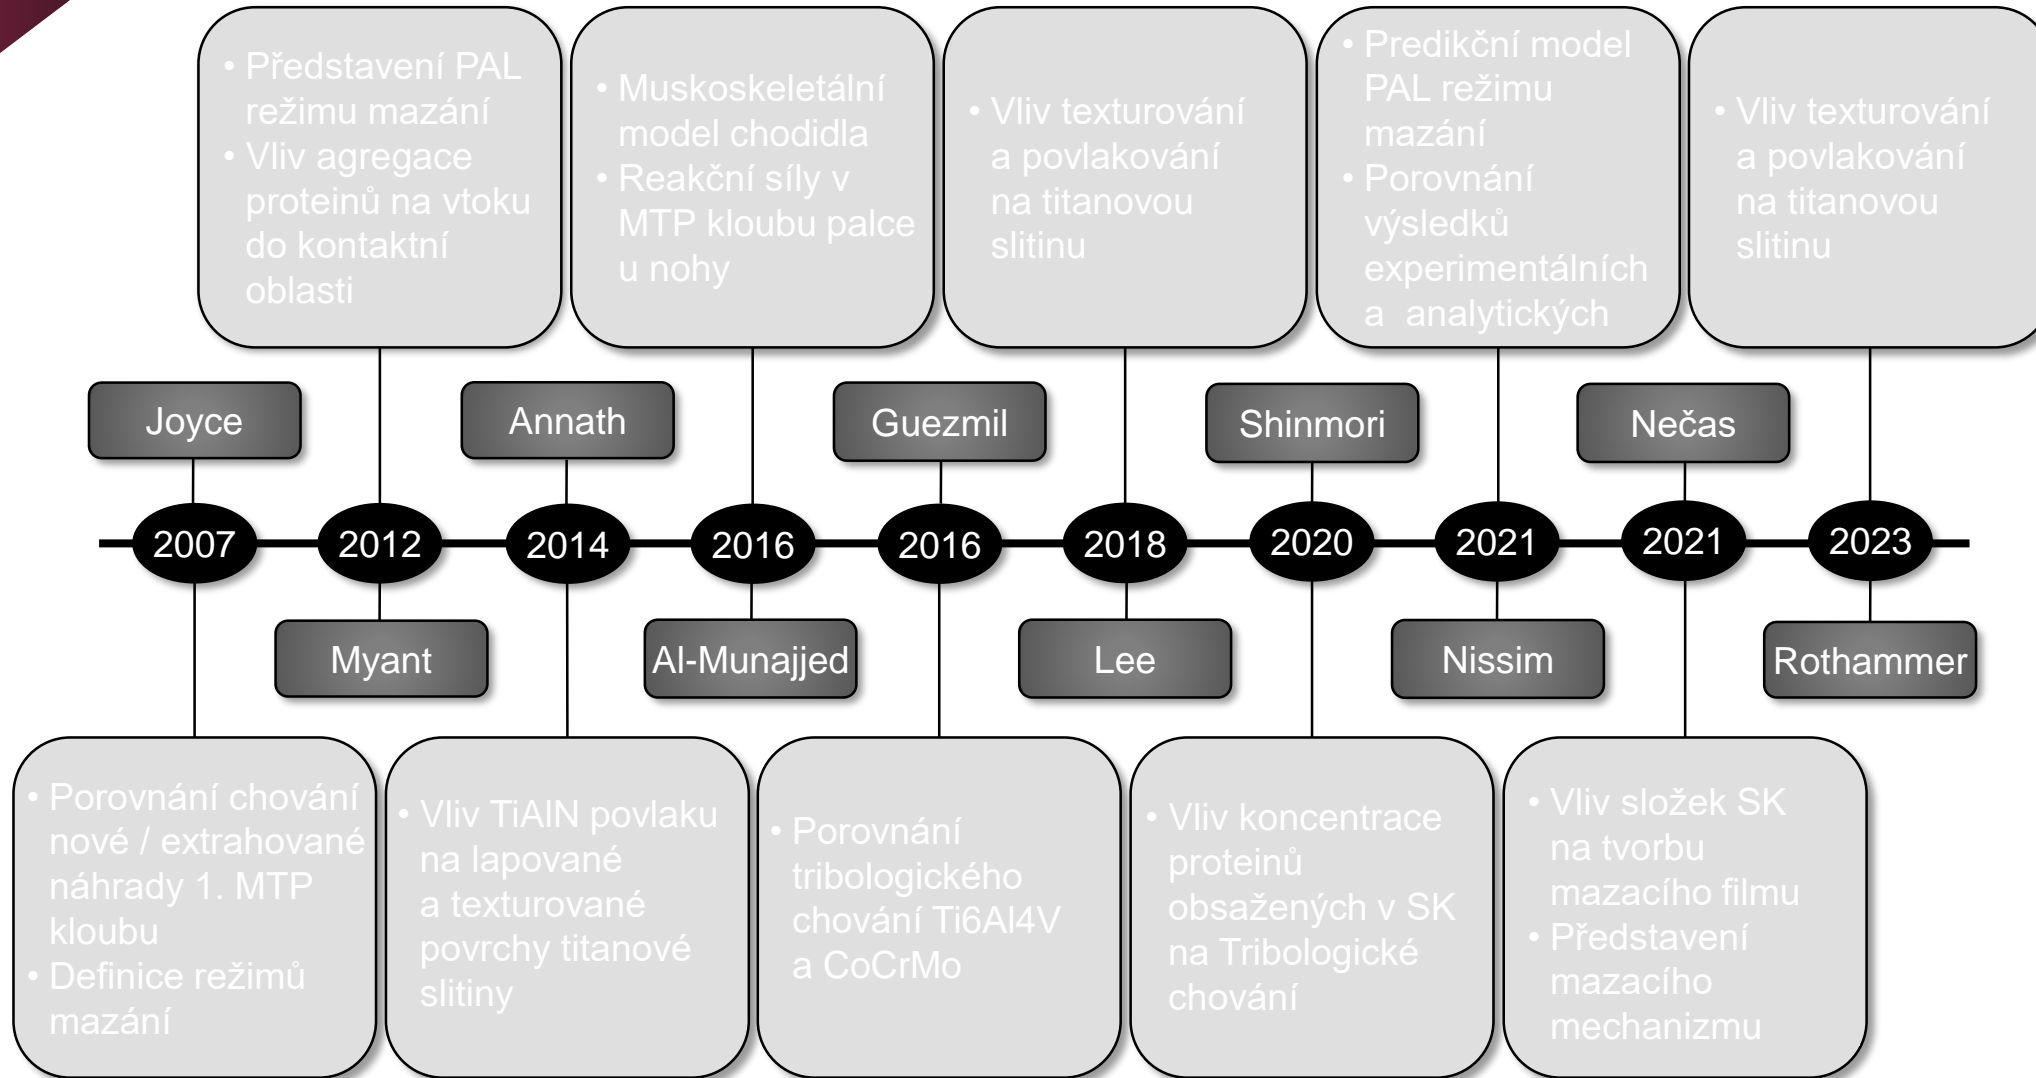 • Představení PAL
režimu mazání
• Vliv agregace
proteinů na vtoku
do kontaktní
oblasti
• Muskoskeletální
model chodidla
• Reakční síly v
MTP kloubu palce
u nohy
• Vliv texturování
a povlakování
na titanovou
slitinu
• Predikční model
PAL režimu
mazání
• Porovnání
výsledků
experimentálních
a analytických
• Vliv texturování
a povlakování
na titanovou
slitinu
Joyce
Annath
Guezmil
Shinmori
Nečas
2007
2012
2014
2016
2016
2018
2020
2021
2021
2023
Myant
Al-Munajjed
Lee
Nissim
Rothammer
• Porovnání chování
nové / extrahované
náhrady 1. MTP
kloubu
• Definice režimů
mazání
• Vliv TiAlN povlaku
na lapované
a texturované
povrchy titanové
slitiny
• Porovnání
tribologického
chování Ti6Al4V
a CoCrMo
• Vliv koncentrace
proteinů
obsažených v SK
na Tribologické
chování
• Vliv složek SK
na tvorbu
mazacího filmu
• Představení
mazacího
mechanizmu